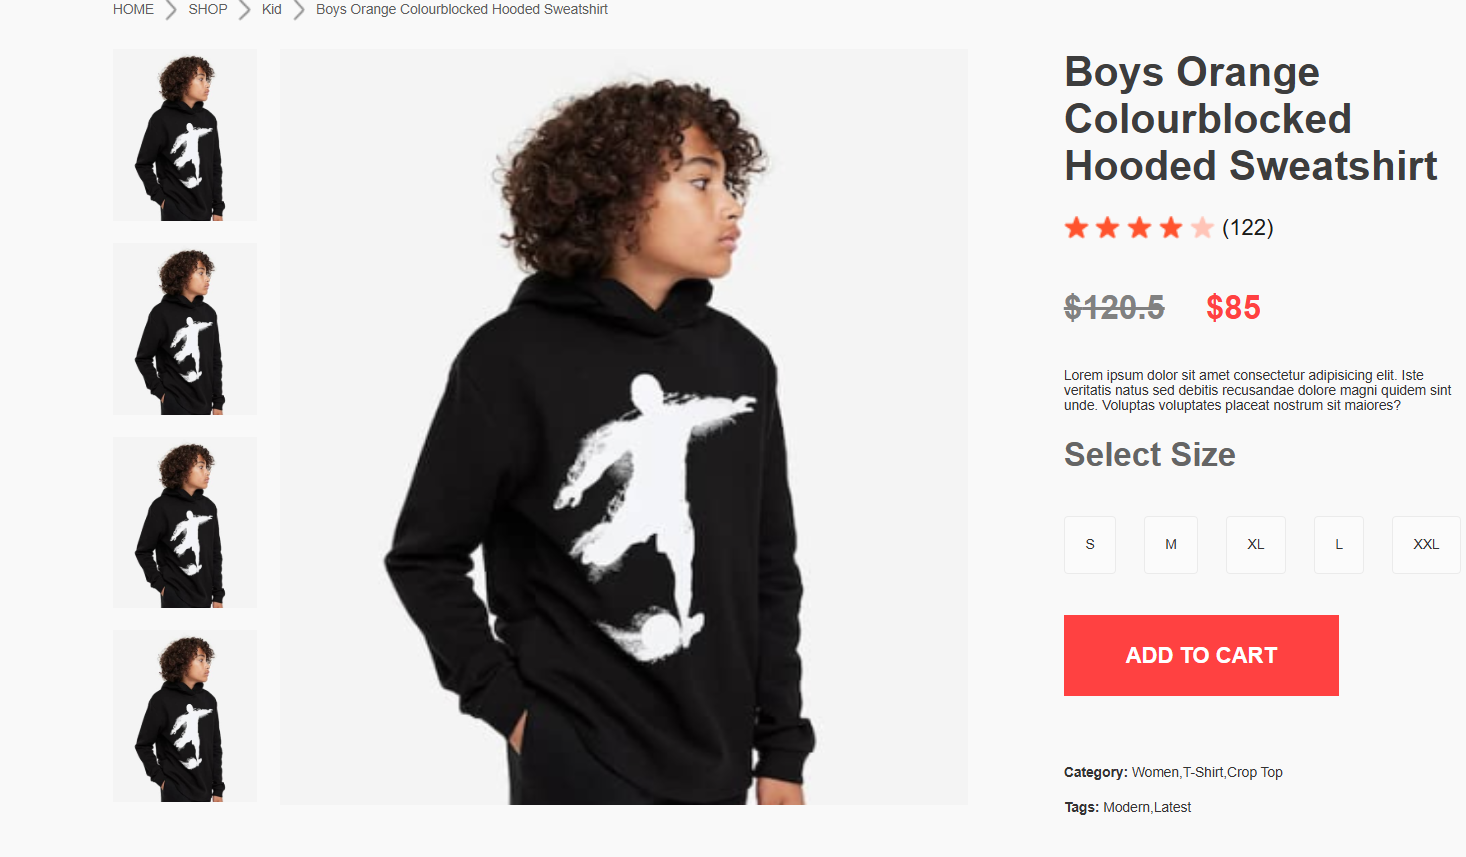 HOME SHOP Kid Boys Orange Colourblocked Hooded Sweatshirt
Boys Orange
Colourblocked
Hooded Sweatshirt
(122)
$120.5 $85
Lorem ipsum dolor sit amet consectetur adipisicing elit. Iste
veritatis natus sed debitis recusandae dolore magni quidem sint
unde. Voluptas voluptates placeat nostrum sit maiores?
Select Size
S M XL L XXL
ADD TO CART
Category: Women,T-Shirt,Crop Top
Tags: Modern,Latest